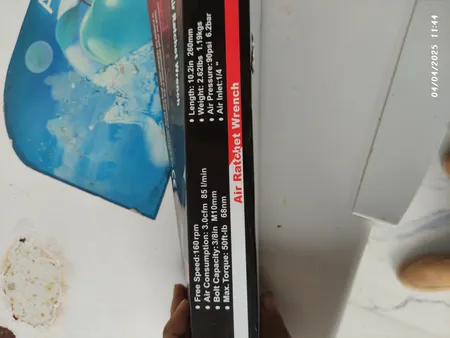 Air Ratchet Wrench
• Free Speed:160rpm
• Air Consumption: 3.0cfm 85 l/min
• Bolt Capacity:3/8in M10mm
• Max.Torque: 50ft-lb 68nm
• Length: 10.2in 260mm
• Weight: 2.62lbs 1.19kgs
• Air Pressure:90psi 6.2bar
• Air Inlet:1/4 "
04/04/2025 11:44